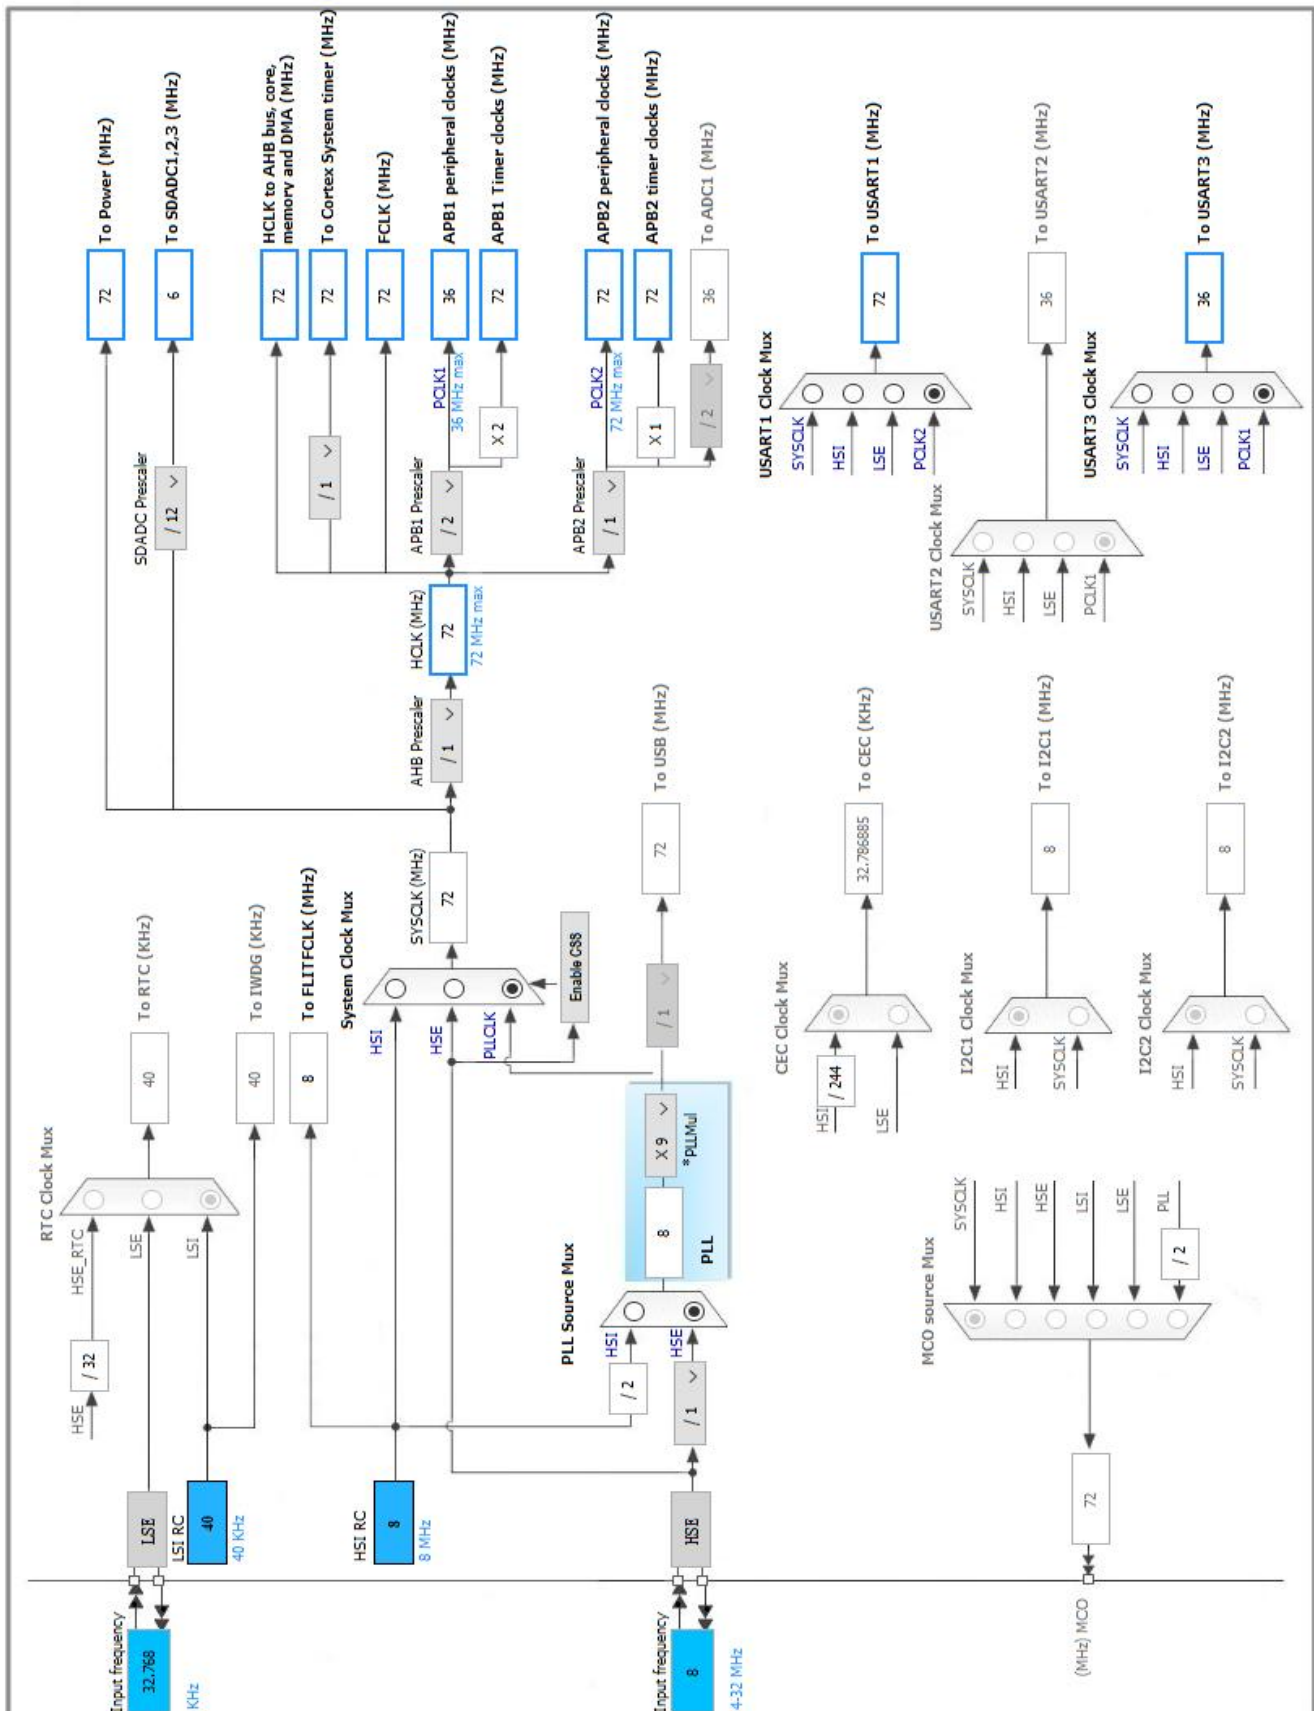 Input frequency
32.768
KHz
LSE
LSI RC
40
40 KHz
HSE
/ 32
HSE_RTC
LSE
LSI
RTC Clock Mux
40
To RTC (KHz)
40
To IWDG (KHz)
8
To FLITFCLK (MHz)
HSI RC
8
8 MHz
System Clock Mux
HSI
HSE
PLLCLK
Enable CSS
SYSCLK (MHz)
72
AHB Prescaler
/ 1
HCLK (MHz)
72
72 MHz max
SDADC Prescaler
/ 12
72
To Power (MHz)
6
To SDADC1,2,3 (MHz)
72
HCLK to AHB bus, core,
memory and DMA (MHz)
/ 1
72
To Cortex System timer (MHz)
72
FCLK (MHz)
APB1 Prescaler
/ 2
PCLK1
36 MHz max
36
APB1 peripheral clocks (MHz)
X 2
72
APB1 Timer clocks (MHz)
APB2 Prescaler
/ 1
PCLK2
72 MHz max
72
APB2 peripheral clocks (MHz)
X 1
72
APB2 timer clocks (MHz)
/ 2
36
To ADC1 (MHz)
Input frequency
8
4-32 MHz
HSE
PLL Source Mux
/ 2
HSI
/ 1
HSE
8
X 9
*PLLMul
PLL
/ 1
72
To USB (MHz)
USART1 Clock Mux
SYSCLK
HSI
LSE
PCLK2
72
To USART1 (MHz)
USART2 Clock Mux
SYSCLK
HSI
LSE
PCLK1
36
To USART2 (MHz)
USART3 Clock Mux
SYSCLK
HSI
LSE
PCLK1
36
To USART3 (MHz)
CEC Clock Mux
HSI
/ 244
LSE
32.786885
To CEC (KHz)
I2C1 Clock Mux
HSI
SYSCLK
8
To I2C1 (MHz)
I2C2 Clock Mux
HSI
SYSCLK
8
To I2C2 (MHz)
MCO source Mux
SYSCLK
HSI
HSE
LSI
LSE
PLL
/ 2
72
(MHz) MCO